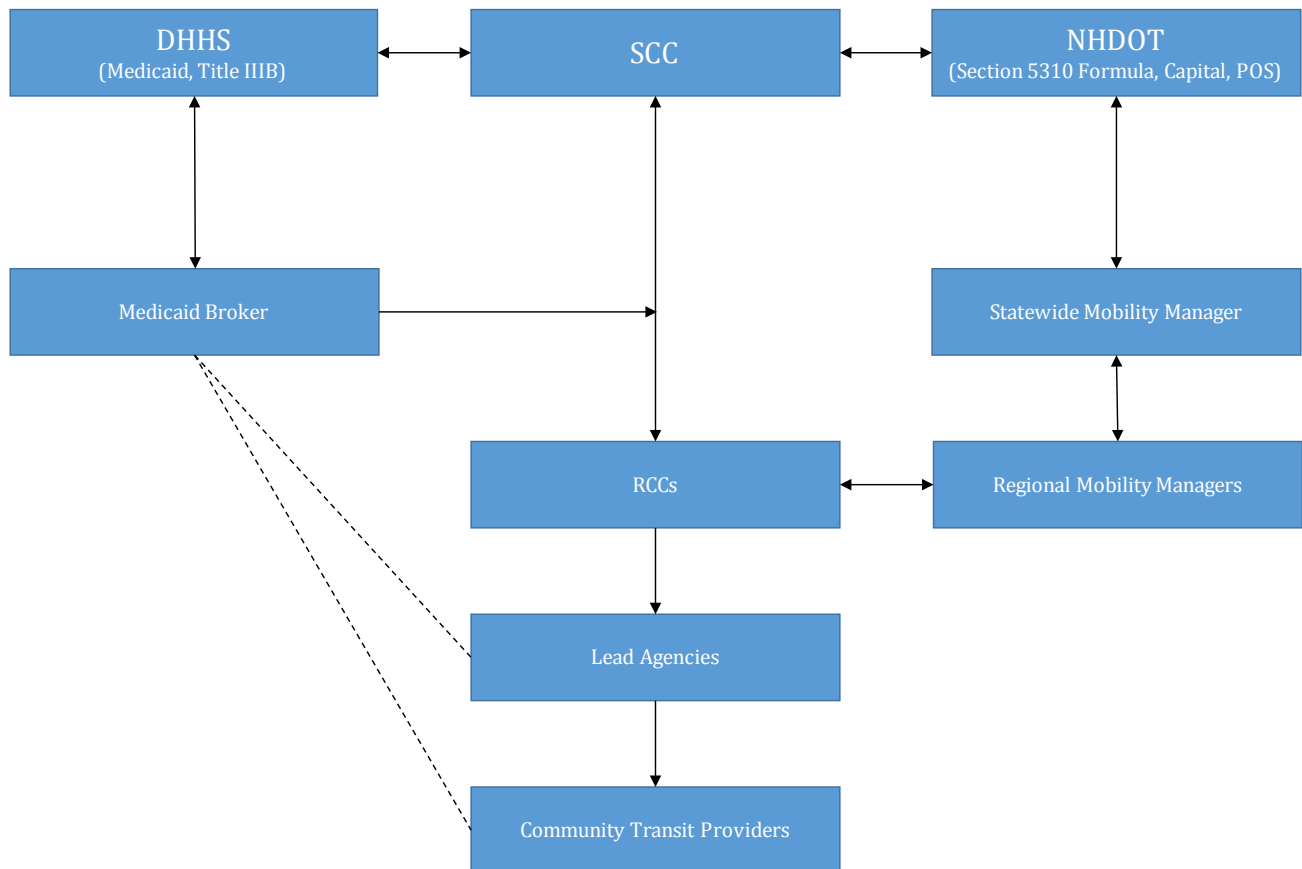 DHHS
(Medicaid, Title IIIB)
SCC
NHDOT
(Section 5310 Formula, Capital, POS)
Medicaid Broker
Statewide Mobility Manager
RCCs
Regional Mobility Managers
Lead Agencies
Community Transit Providers